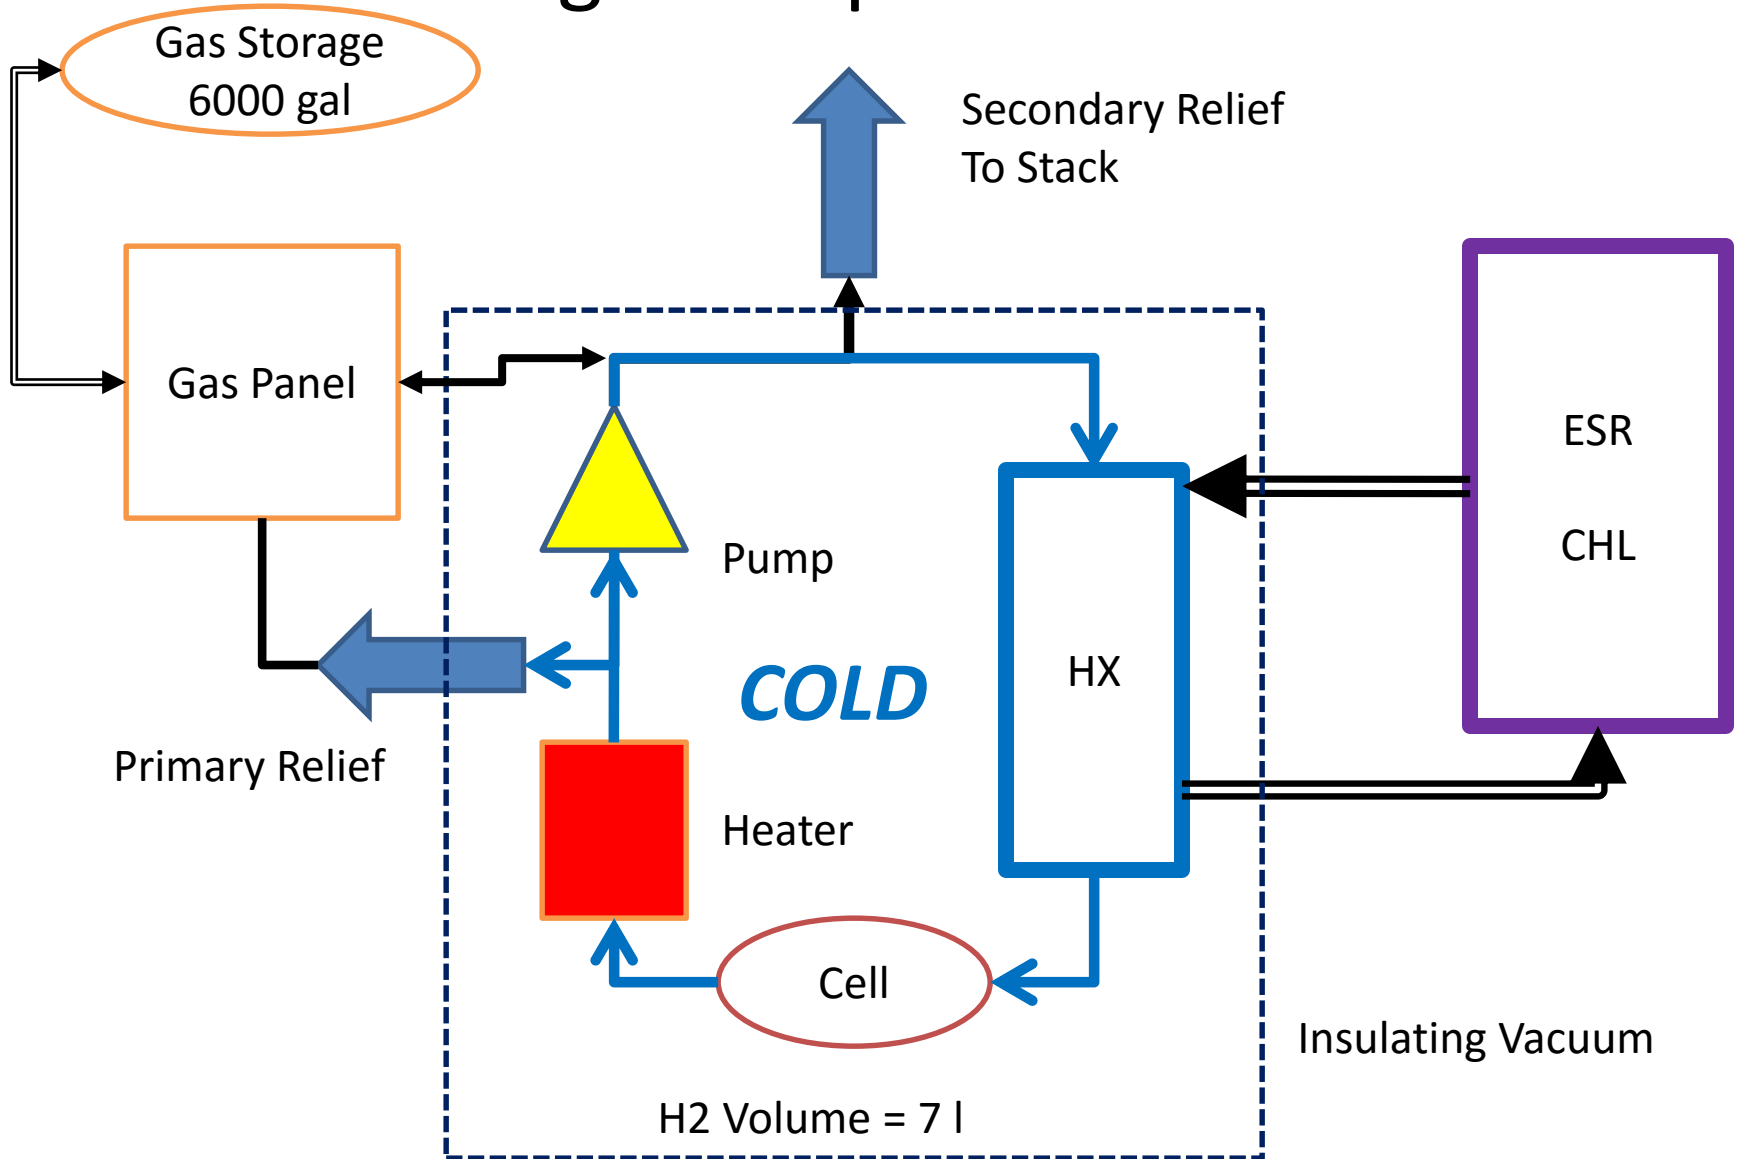 Gas Storage
6000 gal
Secondary Relief
To Stack
Gas Panel
ESR
CHL
Pump
HX
COLD
Primary Relief
Heater
Cell
Insulating Vacuum
H2 Volume = 7 l